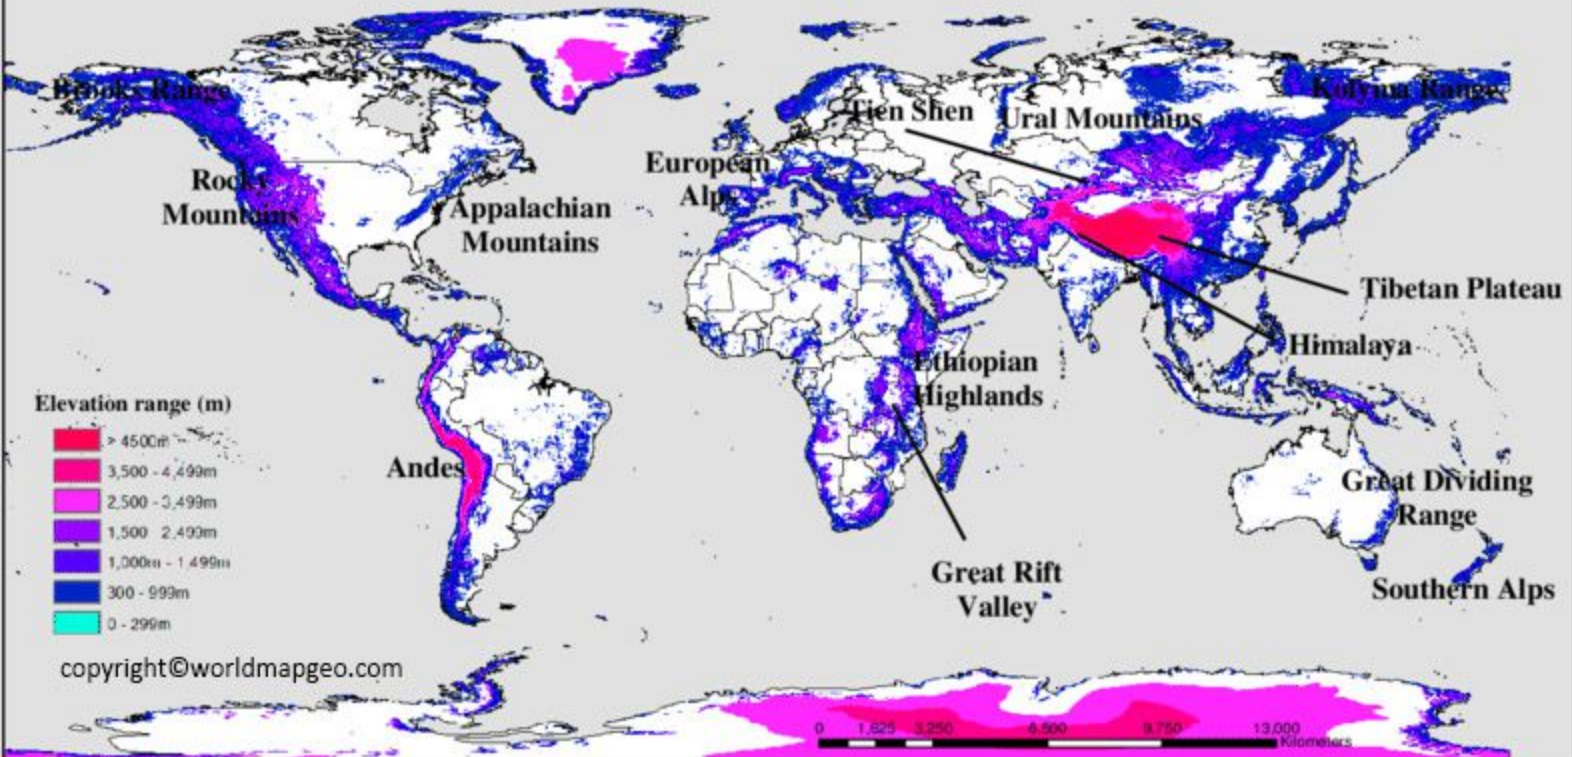 Brooks Range
Kolyma Range
Tien Shen
Ural Mountains
European
Alps
Rocky
Mountains
Appalachian
Mountains
Tibetan Plateau
Himalaya
Ethiopian
Highlands
Elevation range (m)
> 4500m
3,500 - 4,499m
2,500 - 3,499m
1,500 2,499m
1,000m - 1,499m
300 - 999m
0 - 299m
Andes
Great Dividing
Range
Great Rift
Valley
Southern Alps
copyright©worldmapgeo.com
0 1,625 3,250 6,500 9,750 13,000
Kilometers